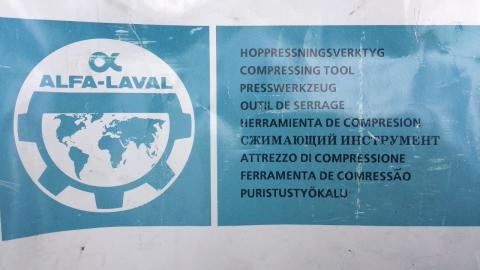 ALFA-LAVAL
HOPPRESSNINGSVERKTYG
COMPRESSING TOOL
PRESSWERKZEUG
OUTIL DE SERRAGE
HERRAMIENTA DE COMPRESION
СЖИМАЮЩИЙ ИНСТРУМЕНТ
ATTREZZO DI COMPRESSIONE
FERRAMENTA DE COMRESSÃO
PURISTUSTYÖKALU